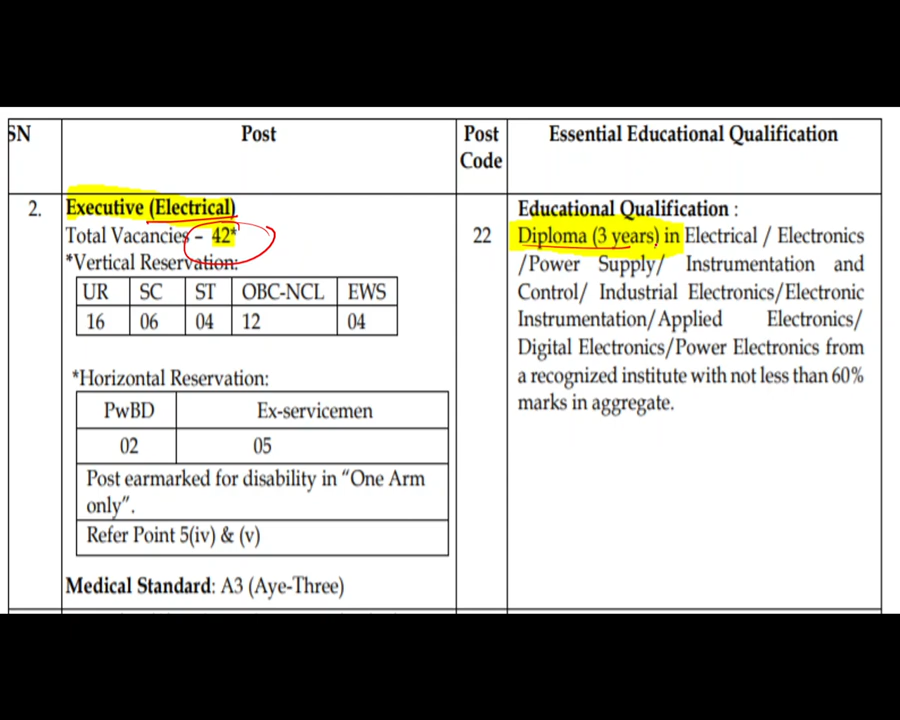 SN Post Post Code Essential Educational Qualification
2. Executive (Electrical)
Total Vacancies – 42*
*Vertical Reservation:
UR SC ST OBC-NCL EWS
16 06 04 12 04
*Horizontal Reservation:
PwBD Ex-servicemen
02 05
Post earmarked for disability in “One Arm
only”.
Refer Point 5(iv) & (v)
Medical Standard: A3 (Aye-Three)
22
Educational Qualification :
Diploma (3 years) in Electrical / Electronics
/Power Supply/ Instrumentation and
Control/ Industrial Electronics/Electronic
Instrumentation/Applied Electronics/
Digital Electronics/Power Electronics from
a recognized institute with not less than 60%
marks in aggregate.